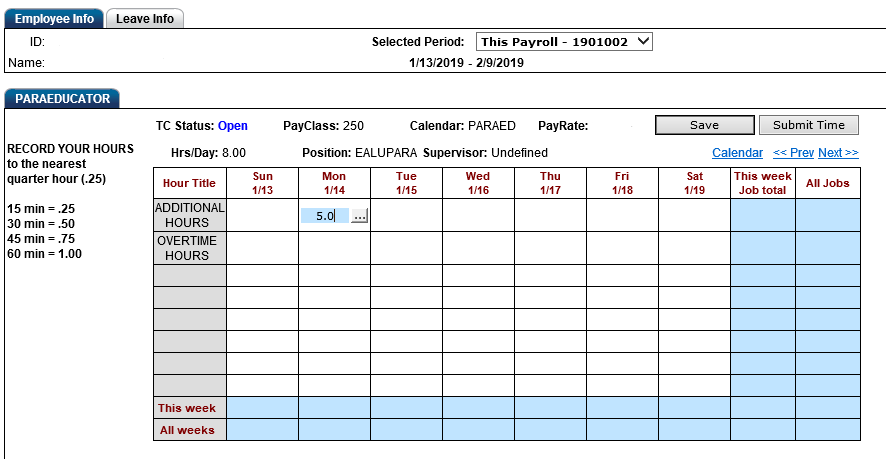 Employee Info Leave Info
ID: Selected Period: This Payroll - 1901002
Name: 1/13/2019 - 2/9/2019
PARAEDUCATOR
TC Status: Open PayClass: 250 Calendar: PARAED PayRate: Save Submit Time
RECORD YOUR HOURS
to the nearest
quarter hour (.25)
15 min = .25
30 min = .50
45 min = .75
60 min = 1.00
Hrs/Day: 8.00 Position: EALUPARA Supervisor: Undefined Calendar << Prev Next >>
Hour Title Sun Mon Tue Wed Thu Fri Sat This week All Jobs
1/13 1/14 1/15 1/16 1/17 1/18 1/19 Job total
ADDITIONAL
HOURS 5.0 ...
OVERTIME
HOURS
This week
All weeks